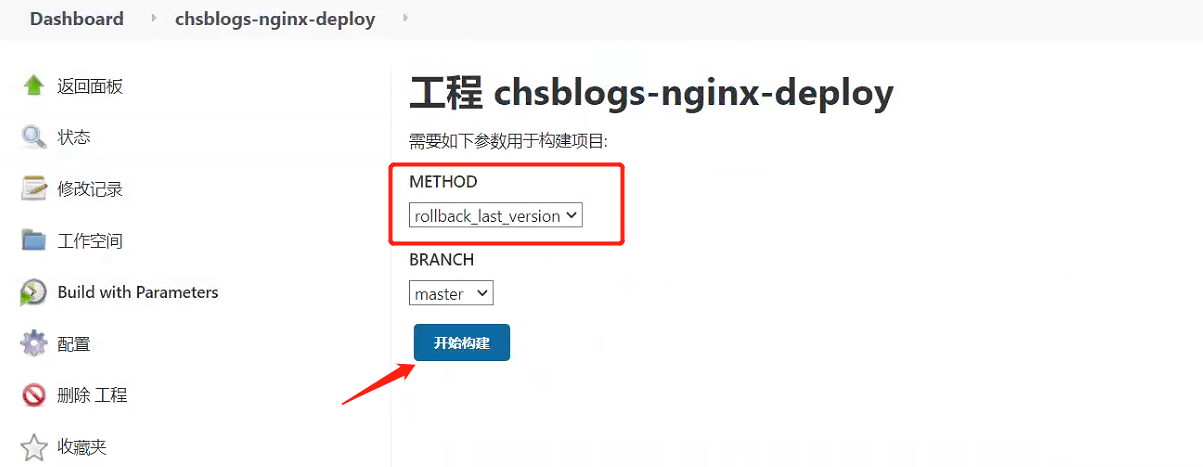 Dashboard chsblogs-nginx-deploy
返回面板
状态
修改记录
工作空间
Build with Parameters
配置
删除 工程
收藏夹
工程 chsblogs-nginx-deploy
需要如下参数用于构建项目:
METHOD
rollback_last_version
BRANCH
master
开始构建